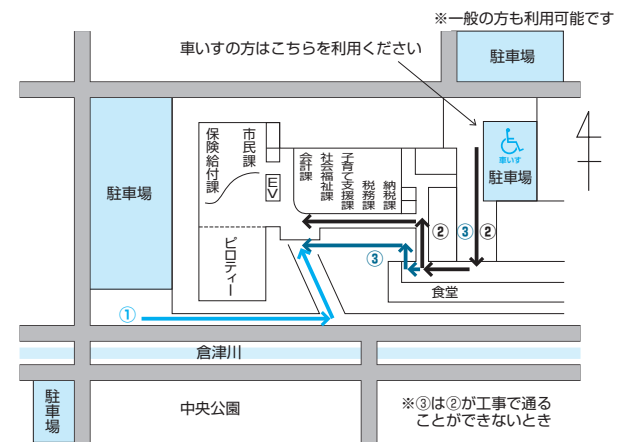 ※一般の方も利用可能です
車いすの方はこちらを利用ください
駐車場
車いす
駐車場
駐車場
市民課
保険給付課
EV
納税課
税務課
子育て支援課
社会福祉課
会計課
ピロティー
②
③
②
③
食堂
①
倉津川
駐車場
中央公園
※③は②が工事で通る
ことができないとき